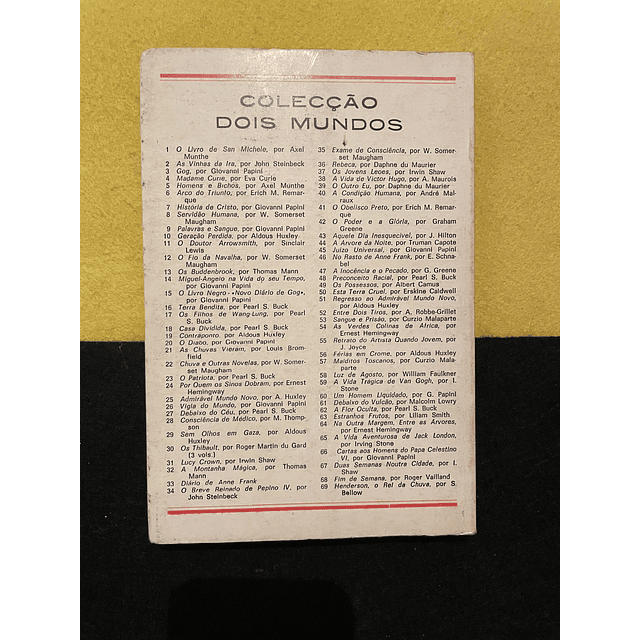 COLECÇÃO
DOIS MUNDOS
1 O Livro de San Michele, por Axel
Munthe
2 As Vinhas da Ira, por John Steinbeck
3 Gog, por Giovanni Papini
4 Madame Curie, por Eva Curie
5 Homens e Bichos, por Axel Munthe
6 Arco do Triunfo, por Erich M. Remar-
que
7 História de Cristo, por Giovanni Papini
8 Servidão Humana, por W. Somerset
Maugham
9 Palavras e Sangue, por Giovanni Papini
10 Geração Perdida, por Aldous Huxley
11 O Doutor Arrowsmith, por Sinclair
Lewis
12 O Fio da Navalha, por W. Somerset
Maugham
13 Os Buddenbrook, por Thomas Mann
14 Miguel-Angelo na Vida do seu Tempo,
por Giovanni Papini
15 O Livro Negro «Novo Diário de Gog»,
por Giovanni Papini
16 Terra Bendita, por Pearl S. Buck
17 Os Filhos de Wang-Lung, por Pearl
S. Buck
18 Casa Dividida, por Pearl S. Buck
19 Contraponto, por Aldous Huxley
20 O Diabo, por Giovanni Papini
21 As Chuvas Vieram, por Louis Brom-
field
22 Chuva e Outras Novelas, por W. Somer-
set Maugham
23 O Patriota, por Pearl S. Buck
24 Por Quem os Sinos Dobram, por Ernest
Hemingway
25 Admirável Mundo Novo, por A. Huxley
26 Vigia do Mundo, por Giovanni Papini
27 Debaixo do Céu, por Pearl S. Buck
28 Consciência de Médico, por M. Thomp-
son
29 Sem Olhos em Gaza, por Aldous
Huxley
30 Os Thibault, por Roger Martin du Gard
(3 vols.)
31 Lucy Crown, por Irwin Shaw
32 A Montanha Mágica, por Thomas
Mann
33 Diário de Anne Frank
34 O Breve Reinado de Pepino IV, por
John Steinbeck
35 Exame de Consciência, por W. Somer-
set Maugham
36 Rebeca, por Daphne du Maurier
37 Os Jovens Leões, por Irwin Shaw
38 A Vida de Victor Hugo, por A. Maurois
39 O Outro Eu, por Daphne du Maurier
40 A Condição Humana, por André Mal-
raux
41 O Obelisco Preto, por Erich M. Remar-
que
42 O Poder e a Glória, por Graham
Greene
43 Aquele Dia Inesquecível, por J. Hilton
44 A Árvore da Noite, por Truman Capote
45 Juízo Universal, por Giovanni Papini
46 No Rasto de Anne Frank, por E. Schna-
bel
47 A Inocência e o Pecado, por G. Greene
48 Preconceito Racial, por Pearl S. Buck
49 Os Possessos, por Albert Camus
50 Esta Terra Cruel, por Erskine Caldwell
51 Regresso ao Admirável Mundo Novo,
por Aldous Huxley
52 Entre Dois Tiros, por A. Robbe-Grillet
53 Sangue e Prisão, por Curzio Malaparte
54 As Verdes Colinas de África, por
Ernest Hemingway
55 Retrato do Artista Quando Jovem, por
J. Joyce
56 Férias em Crome, por Aldous Huxley
57 Malditos Toscanos, por Curzio Mala-
parte
58 Luz de Agosto, por William Faulkner
59 A Vida Trágica de Van Gogh, por I.
Stone
60 Um Homem Liquidado, por G. Papini
61 Debaixo do Vulcão, por Malcolm Lowry
62 A Flor Oculta, por Pearl S. Buck
63 Estranhos Frutos, por Liliam Smith
64 Na Outra Margem, Entre as Árvores,
por Ernest Hemingway
65 A Vida Aventurosa de Jack London,
por Irving Stone
66 Cartas aos Homens do Papa Celestino
VI, por Giovanni Papini
67 Duas Semanas Noutra Cidade, por I.
Shaw
68 Fim de Semana, por Roger Vailland
69 Henderson, o Rei da Chuva, por S.
Bellow